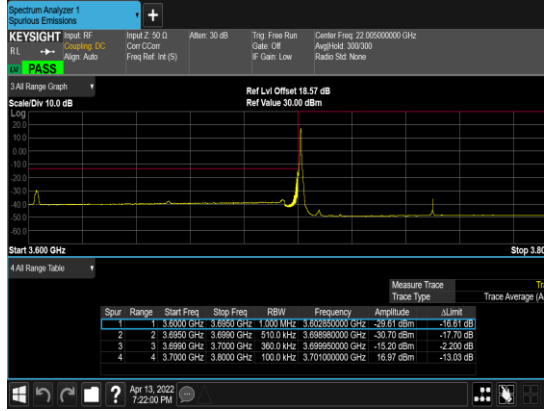 Spectrum Analyzer 1
Spurious Emissions
+
KEYSIGHT Input: RF Input Z: 50 Ω Atten: 30 dB Trig: Free Run Center Freq: 22.005000000 GHz
RL Coupling: DC Corr CCorr Gate: Off Avg|Hold: 300/300
Align: Auto Freq Ref: Int (S) IF Gain: Low Radio Std: None
PASS
3 All Range Graph
Ref Lvl Offset 18.57 dB
Scale/Div 10.0 dB Ref Value 30.00 dBm
Log
20.0
10.0
0.00
-10.0
-20.0
-30.0
-40.0
-50.0
-60.0
Start 3.600 GHz Stop 3.80
4 All Range Table
Measure Trace Tr
Trace Type Trace Average (A
Spur Range Start Freq Stop Freq RBW Frequency Amplitude ΔLimit
1 1 3.6000 GHz 3.6950 GHz 1.000 MHz 3.602850000 GHz -29.61 dBm -16.61 dB
2 2 3.6950 GHz 3.6990 GHz 510.0 kHz 3.698980000 GHz -30.70 dBm -17.70 dB
3 3 3.6990 GHz 3.7000 GHz 360.0 kHz 3.699950000 GHz -15.20 dBm -2.200 dB
4 4 3.7000 GHz 3.8000 GHz 100.0 kHz 3.701000000 GHz 16.97 dBm -13.03 dB
? Apr 13, 2022
7:22:00 PM